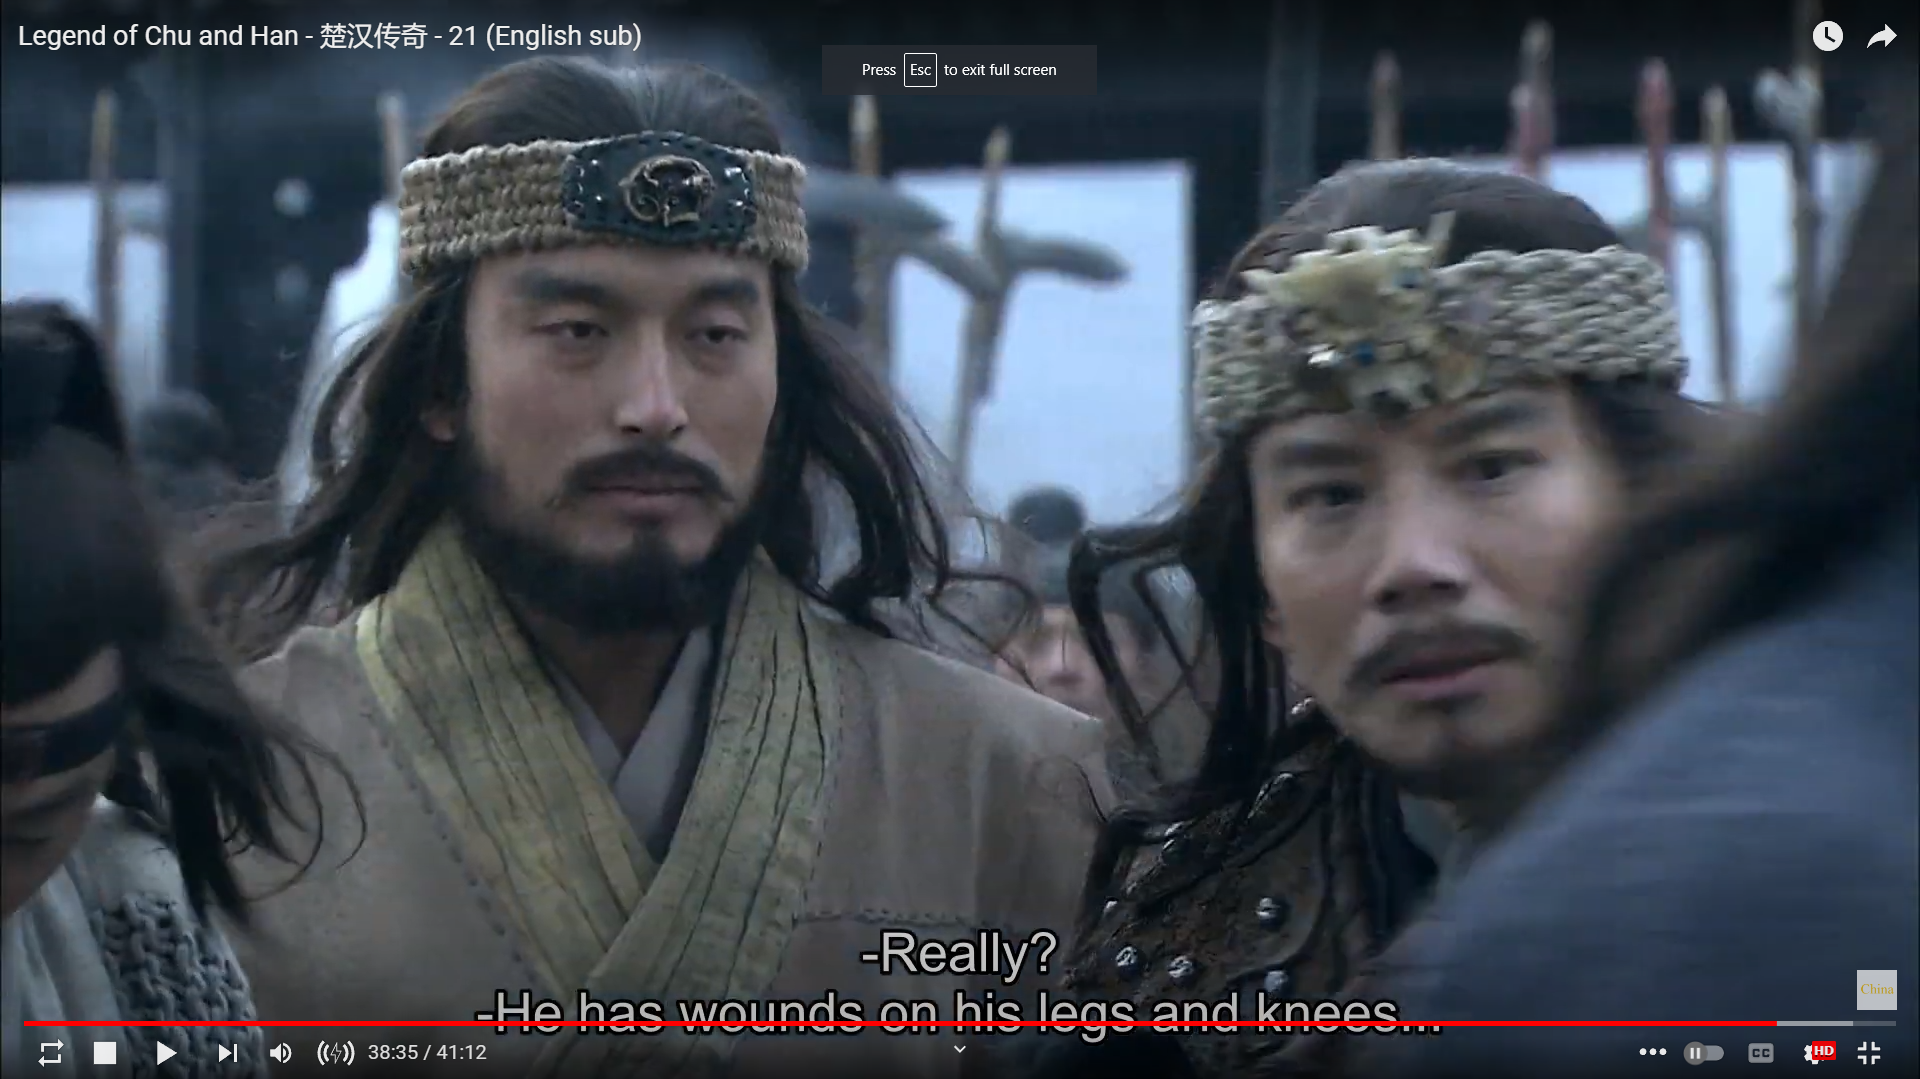 Legend of Chu and Han - 楚汉传奇 - 21 (English sub)
Press Esc to exit full screen
-Really?
-He has wounds on his legs and knees...
China
38:35 / 41:12
CC
HD